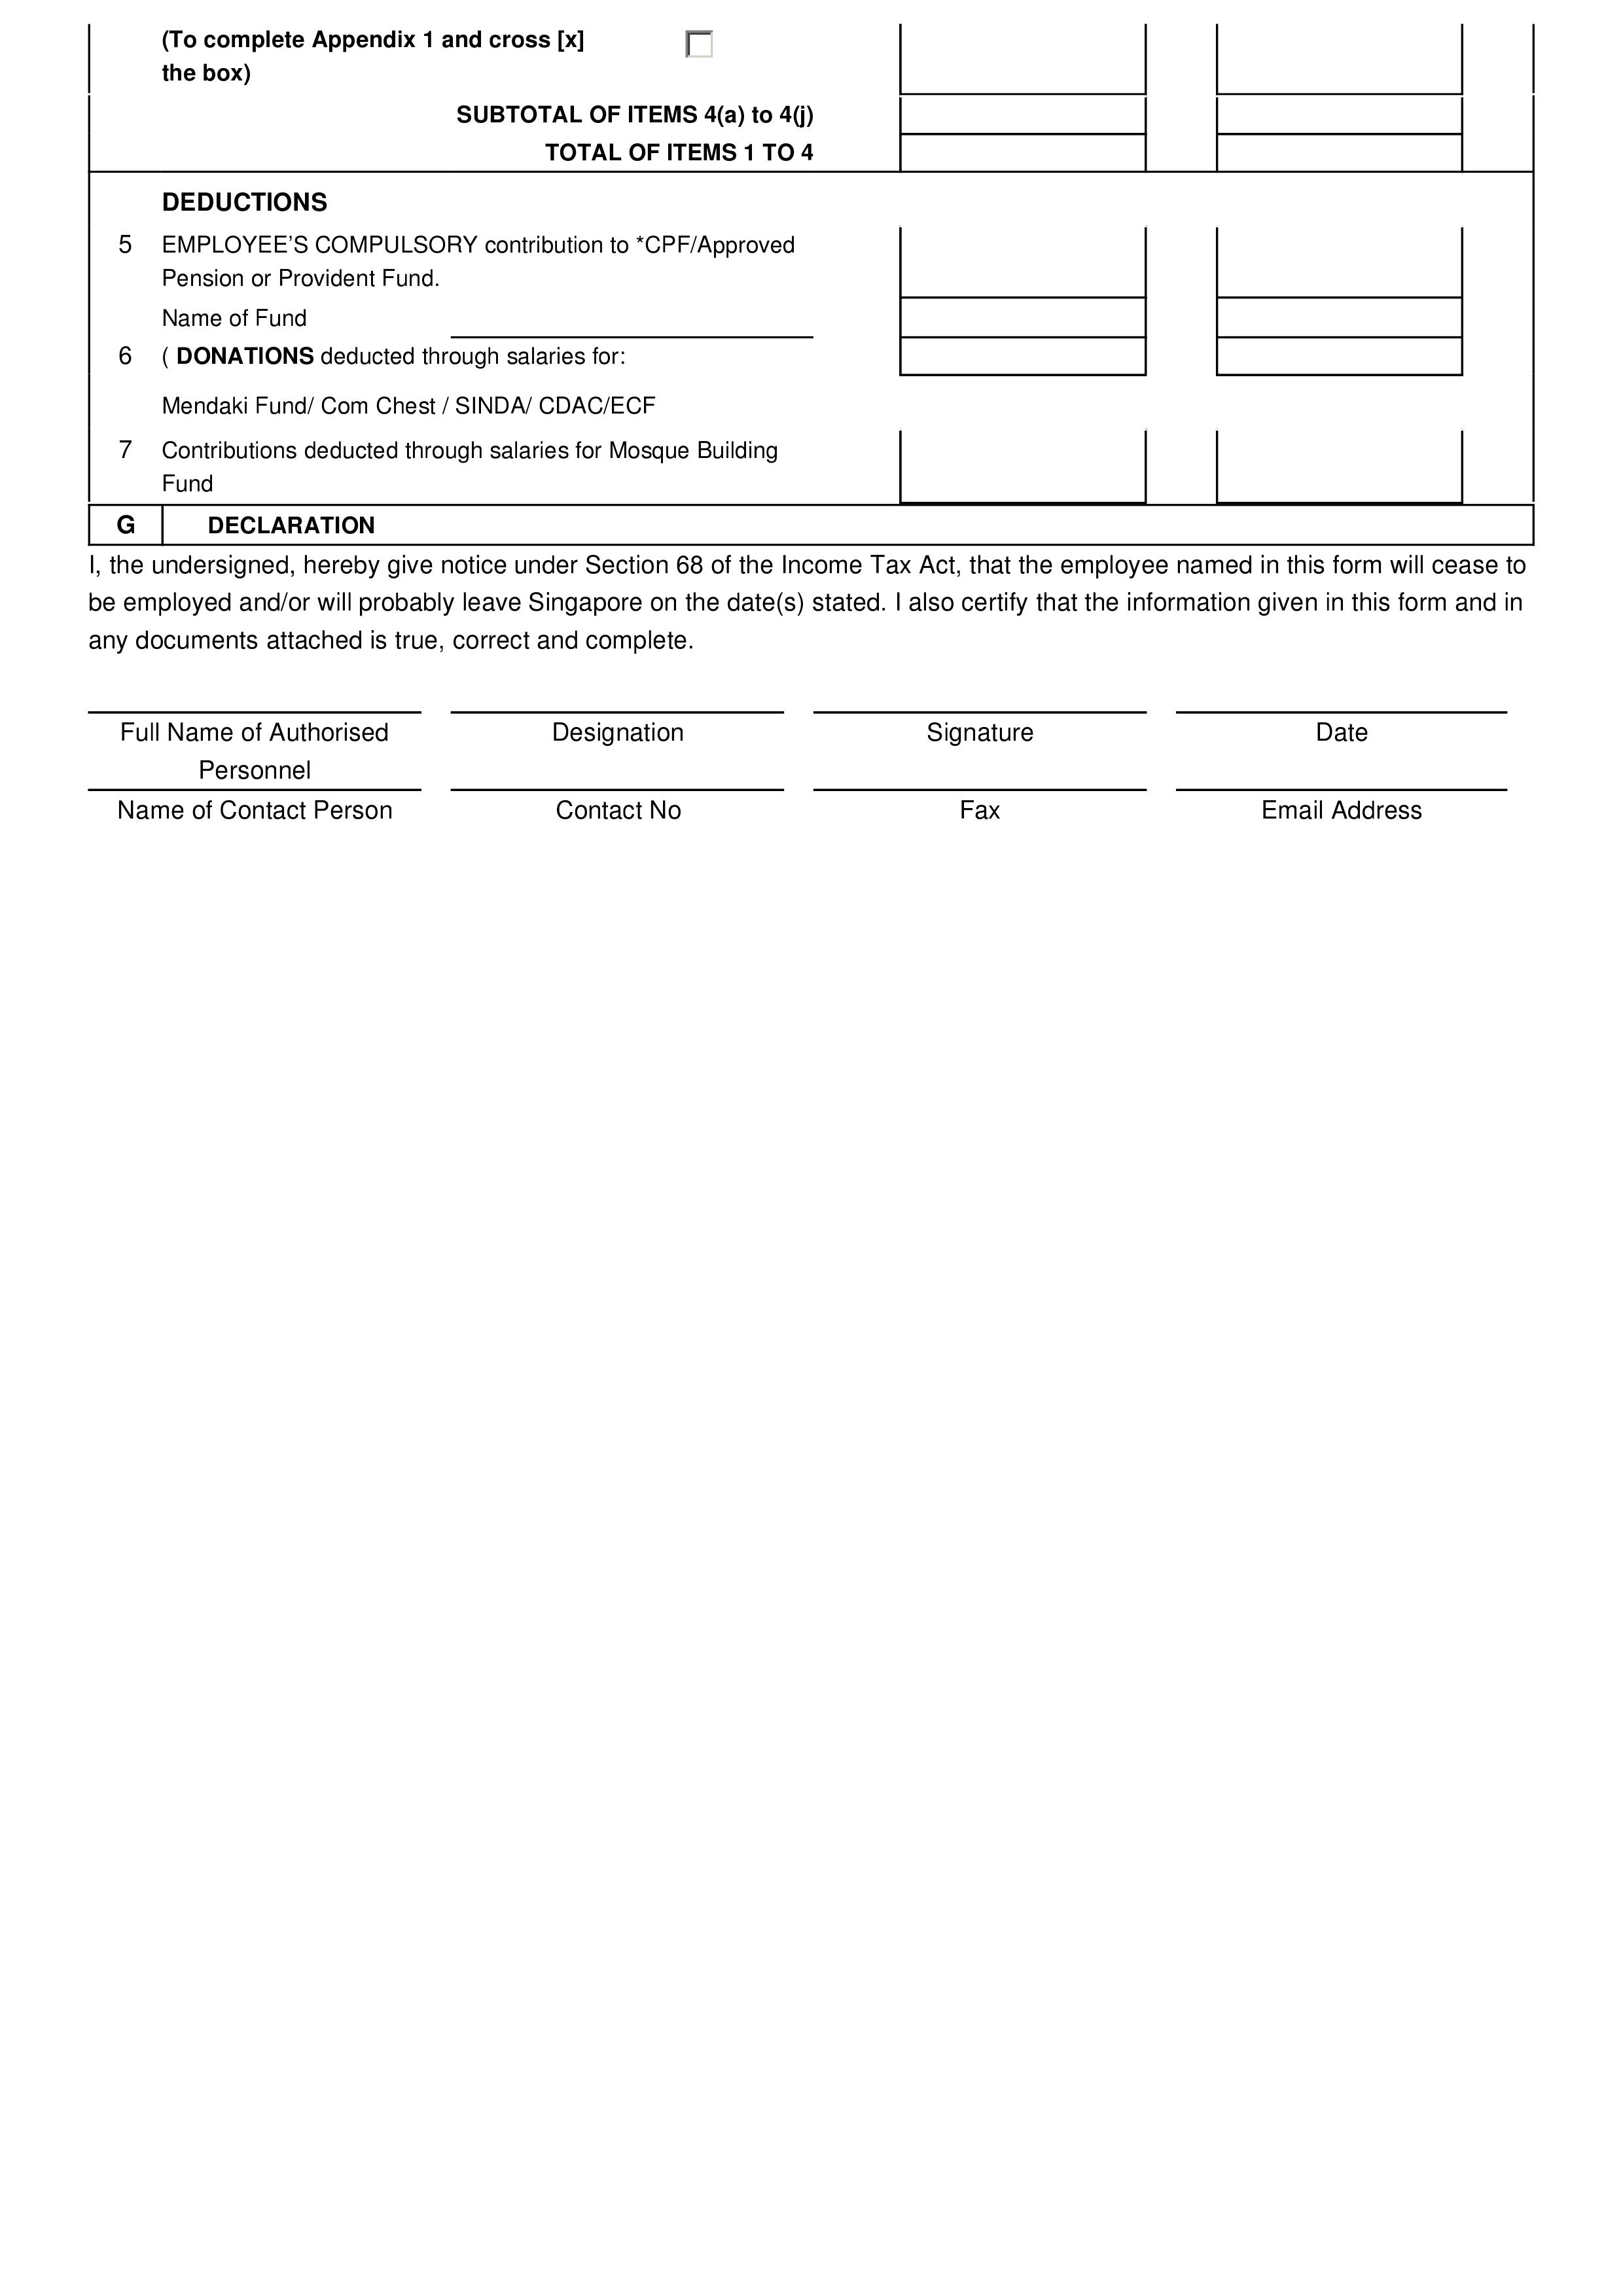 (To complete Appendix 1 and cross [x]
the box)
SUBTOTAL OF ITEMS 4(a) to 4(j)
TOTAL OF ITEMS 1 TO 4
DEDUCTIONS
5 EMPLOYEE’S COMPULSORY contribution to *CPF/Approved
Pension or Provident Fund.
Name of Fund
6 ( DONATIONS deducted through salaries for:
Mendaki Fund/ Com Chest / SINDA/ CDAC/ECF
7 Contributions deducted through salaries for Mosque Building
Fund
G DECLARATION
I, the undersigned, hereby give notice under Section 68 of the Income Tax Act, that the employee named in this form will cease to
be employed and/or will probably leave Singapore on the date(s) stated. I also certify that the information given in this form and in
any documents attached is true, correct and complete.
Full Name of Authorised Designation Signature Date
Personnel
Name of Contact Person Contact No Fax Email Address